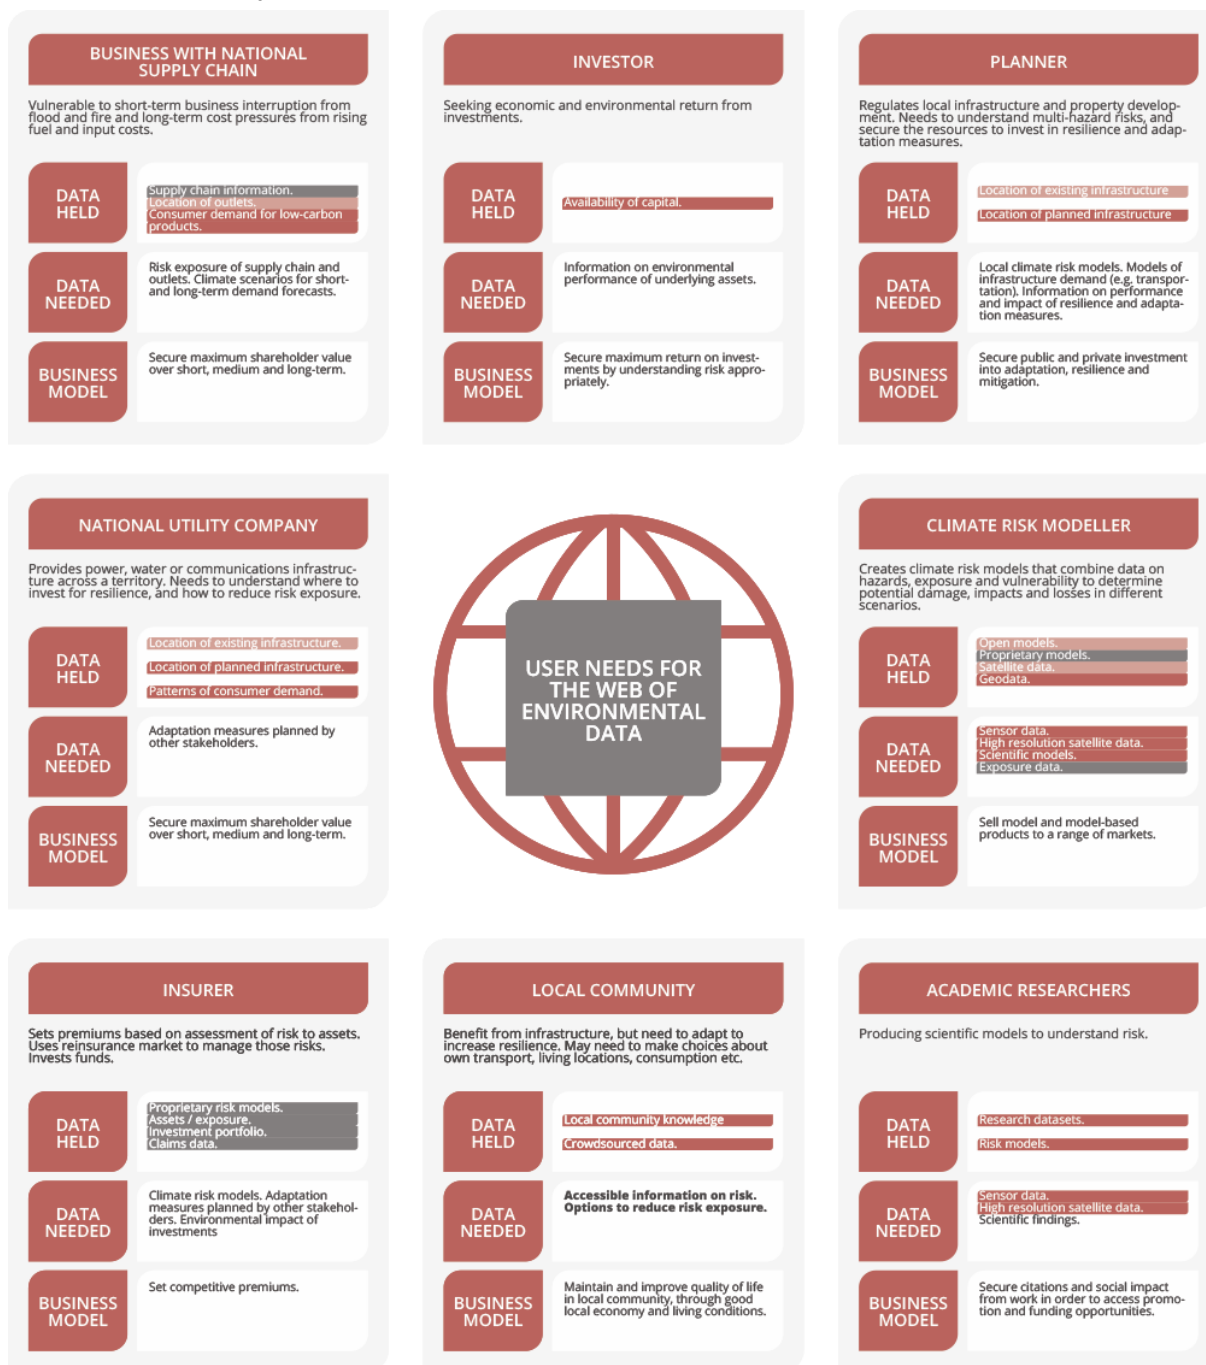 BUSINESS WITH NATIONAL
SUPPLY CHAIN
Vulnerable to short-term business interruption from
flood and fire and long-term cost pressures from rising
fuel and input costs.
DATA
HELD
Supply chain information.
Location of outlets.
Consumer demand for low-carbon
products.
DATA
NEEDED
Risk exposure of supply chain and
outlets. Climate scenarios for short-
and long-term demand forecasts.
BUSINESS
MODEL
Secure maximum shareholder value
over short, medium and long-term.
INVESTOR
Seeking economic and environmental return from
investments.
DATA
HELD
Availability of capital.
DATA
NEEDED
Information on environmental
performance of underlying assets.
BUSINESS
MODEL
Secure maximum return on invest-
ments by understanding risk appro-
priately.
PLANNER
Regulates local infrastructure and property develop-
ment. Needs to understand multi-hazard risks, and
secure the resources to invest in resilience and adap-
tation measures.
DATA
HELD
Location of existing infrastructure
Location of planned infrastructure
DATA
NEEDED
Local climate risk models. Models of
infrastructure demand (e.g. transpor-
tation). Information on performance
and impact of resilience and adapta-
tion measures.
BUSINESS
MODEL
Secure public and private investment
into adaptation, resilience and
mitigation.
NATIONAL UTILITY COMPANY
Provides power, water or communications infrastruc-
ture across a territory. Needs to understand where to
invest for resilience, and how to reduce risk exposure.
DATA
HELD
Location of existing infrastructure.
Location of planned infrastructure.
Patterns of consumer demand.
DATA
NEEDED
Adaptation measures planned by
other stakeholders.
BUSINESS
MODEL
Secure maximum shareholder value
over short, medium and long-term.
USER NEEDS FOR
THE WEB OF
ENVIRONMENTAL
DATA
CLIMATE RISK MODELLER
Creates climate risk models that combine data on
hazards, exposure and vulnerability to determine
potential damage, impacts and losses in different
scenarios.
DATA
HELD
Open models.
Proprietary models.
Satellite data.
Geodata.
DATA
NEEDED
Sensor data.
High resolution satellite data.
Scientific models.
Exposure data.
BUSINESS
MODEL
Sell model and model-based
products to a range of markets.
INSURER
Sets premiums based on assessment of risk to assets.
Uses reinsurance market to manage those risks.
Invests funds.
DATA
HELD
Proprietary risk models.
Assets / exposure.
Investment portfolio.
Claims data.
DATA
NEEDED
Climate risk models. Adaptation
measures planned by other stakehol-
ders. Environmental impact of
investments
BUSINESS
MODEL
Set competitive premiums.
LOCAL COMMUNITY
Benefit from infrastructure, but need to adapt to
increase resilience. May need to make choices about
own transport, living locations, consumption etc.
DATA
HELD
Local community knowledge
Crowdsourced data.
DATA
NEEDED
Accessible information on risk.
Options to reduce risk exposure.
BUSINESS
MODEL
Maintain and improve quality of life
in local community, through good
local economy and living conditions.
ACADEMIC RESEARCHERS
Producing scientific models to understand risk.
DATA
HELD
Research datasets.
Risk models.
DATA
NEEDED
Sensor data.
High resolution satellite data.
Scientific findings.
BUSINESS
MODEL
Secure citations and social impact
from work in order to access promo-
tion and funding opportunities.